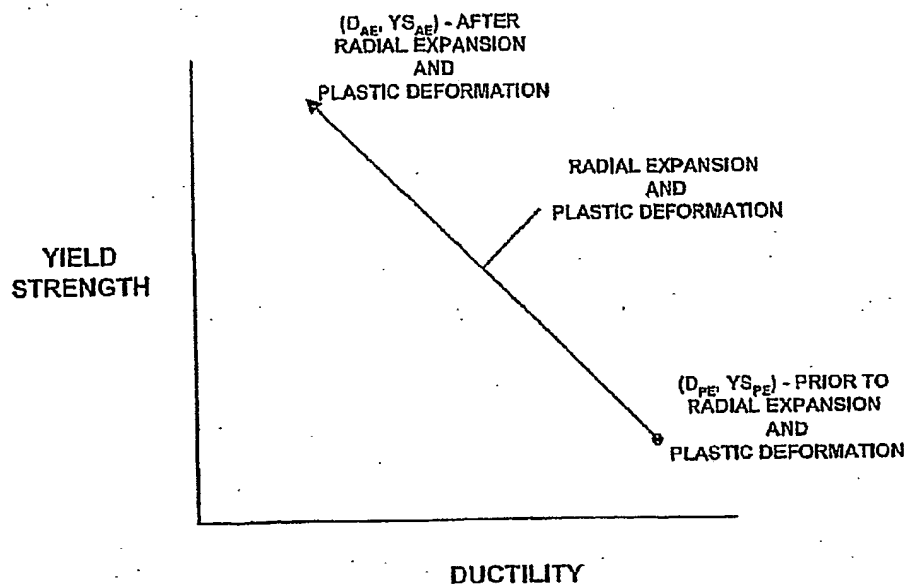 (D_AE, YS_AE) - AFTER
RADIAL EXPANSION
AND
PLASTIC DEFORMATION
RADIAL EXPANSION
AND
PLASTIC DEFORMATION
YIELD
STRENGTH
(D_PE, YS_PE) - PRIOR TO
RADIAL EXPANSION
AND
PLASTIC DEFORMATION
DUCTILITY